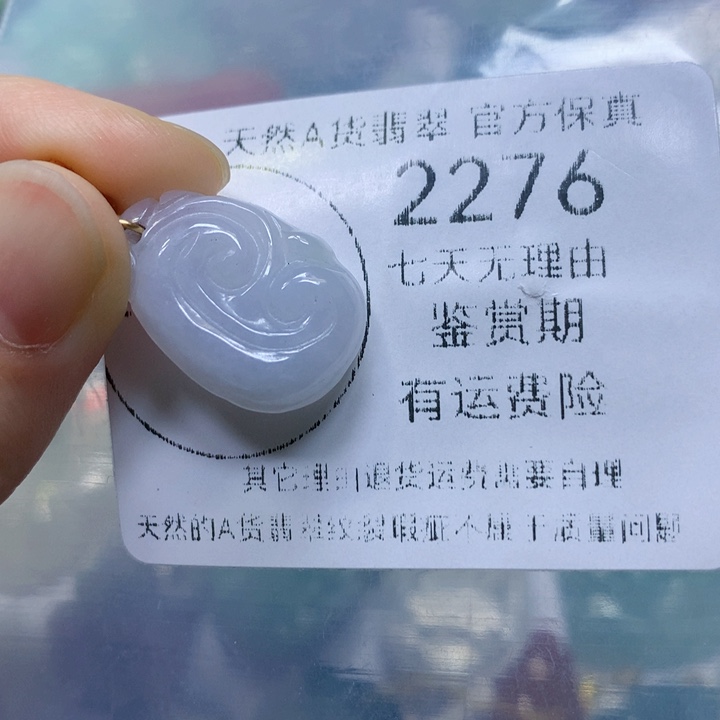 天然A货翡翠 官方保真
2276
七天无理由
鉴赏期
有运费险
其它理由退货运费需要自理
天然的A货翡翠纹裂瑕疵不属于质量问题